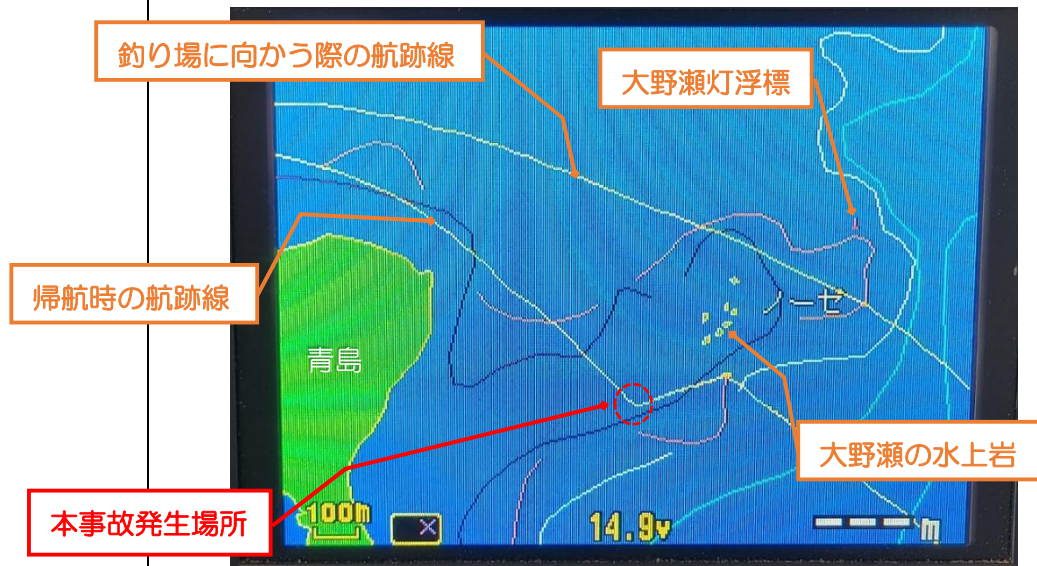 釣り場に向かう際の航跡線
大野瀬灯浮標
帰航時の航跡線
ーセ
青島
大野瀬の水上岩
本事故発生場所
100m
14.9v
m